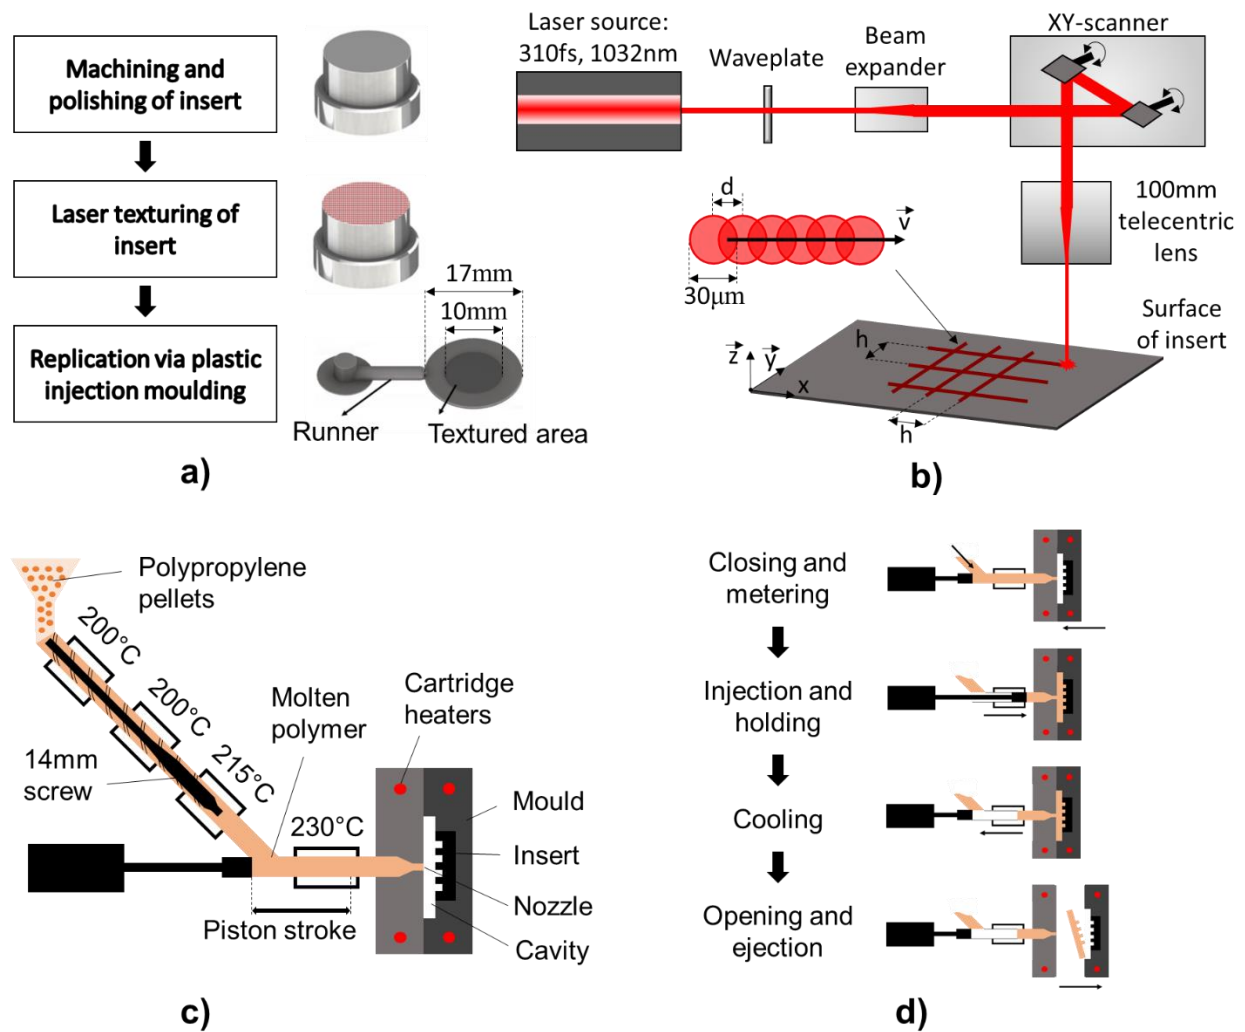 Machining and
polishing of insert
Laser texturing of
insert
17mm
10mm
Replication via plastic
injection moulding
Runner
Textured area
a)
Laser source:
310fs, 1032nm
Waveplate
Beam
expander
XY-scanner
100mm
telecentric
lens
d
v
30μm
Surface
of insert
h
z
y
x
h
b)
Polypropylene
pellets
200°C
200°C
215°C
14mm
screw
Molten
polymer
Cartridge
heaters
230°C
Mould
Insert
Nozzle
Cavity
Piston stroke
c)
Closing and
metering
Injection and
holding
Cooling
Opening and
ejection
d)